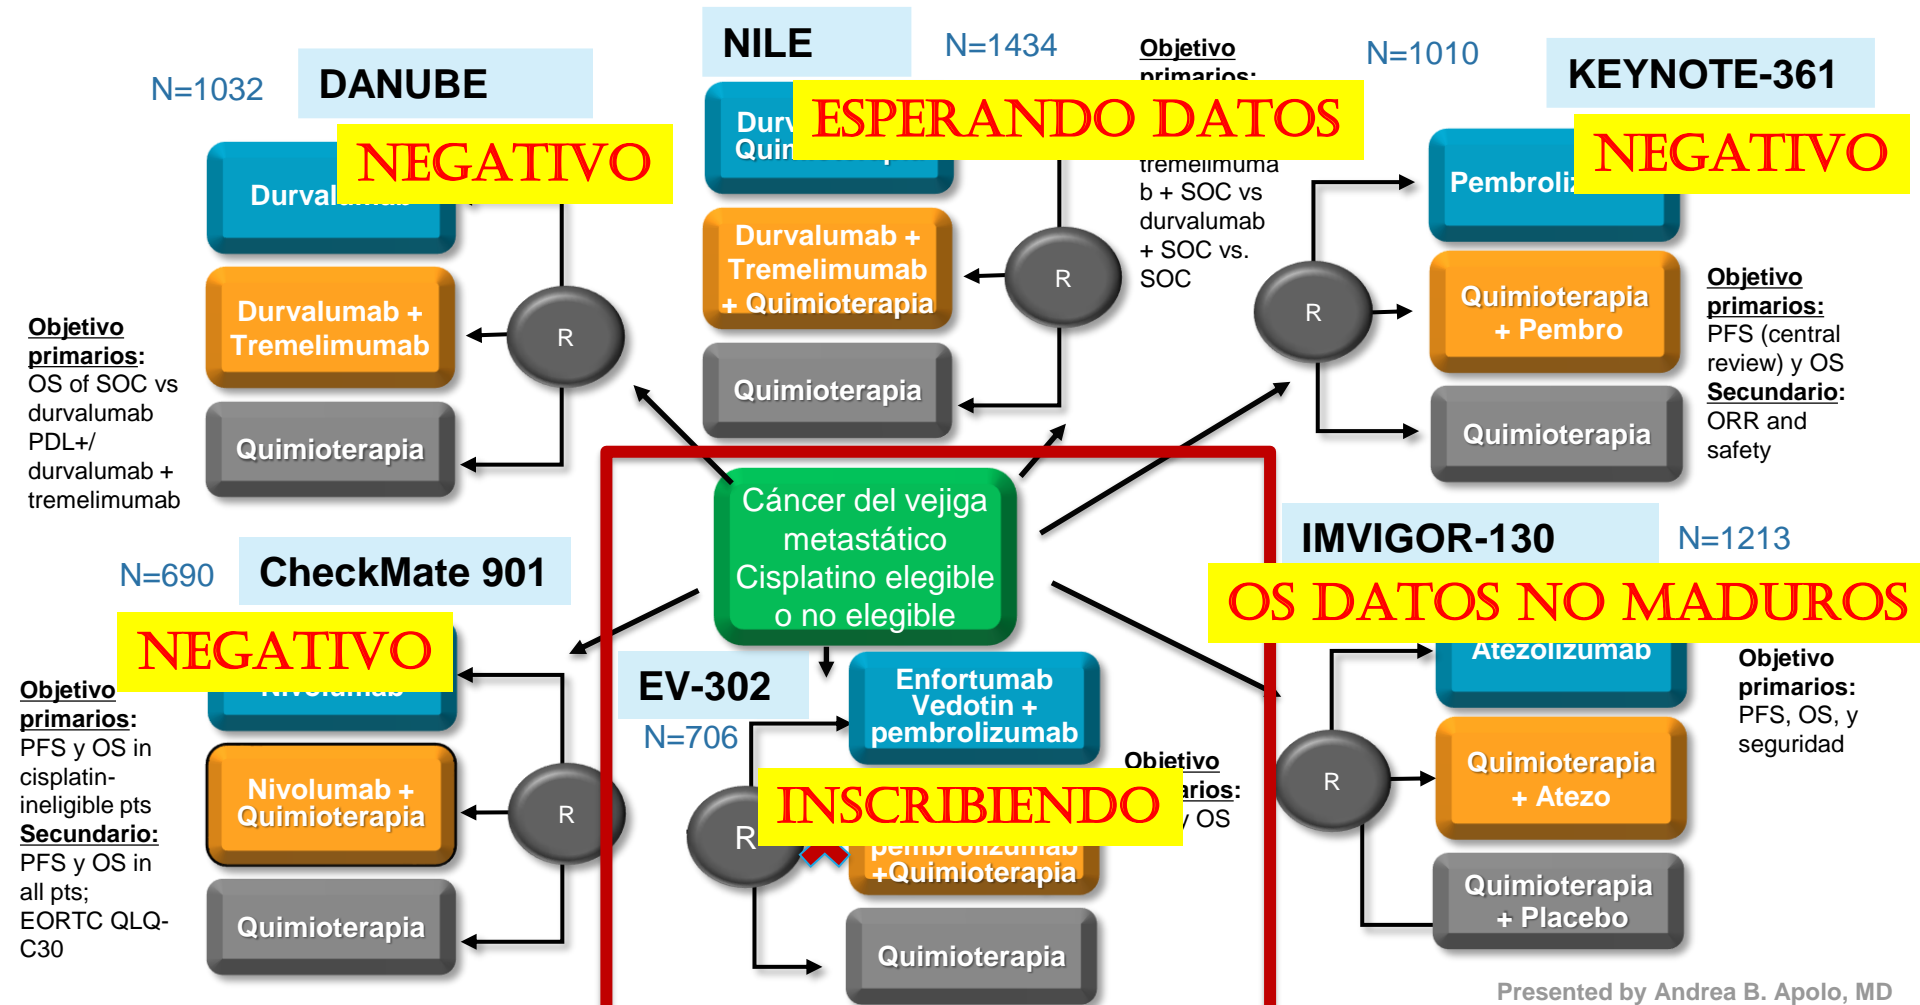 DANUBE
N=1032
NEGATIVO
Durvalumab
Durvalumab +
Tremelimumab
Quimioterapia
R
Objetivo
primarios:
OS of SOC vs
durvalumab
PDL+/
durvalumab +
tremelimumab
NILE
N=1434
ESPERANDO DATOS
Durvalumab +
Tremelimumab
+ Quimioterapia
Quimioterapia
R
Objetivo
primarios:
tremelimuma
b + SOC vs
durvalumab
+ SOC vs.
SOC
N=1010
KEYNOTE-361
NEGATIVO
Quimioterapia
+ Pembro
Quimioterapia
R
Objetivo
primarios:
PFS (central
review) y OS
Secundario:
ORR and
safety
Cáncer del vejiga
metastático
Cisplatino elegible
o no elegible
N=690
CheckMate 901
NEGATIVO
Nivolumab
Nivolumab +
Quimioterapia
Quimioterapia
R
Objetivo
primarios:
PFS y OS in
cisplatin-
ineligible pts
Secundario:
PFS y OS in
all pts;
EORTC QLQ-
C30
EV-302
N=706
INSCRIBIENDO
Enfortumab
Vedotin +
pembrolizumab
pembrolizumab
+Quimioterapia
Quimioterapia
R
Objetivo
OS
IMVIGOR-130
N=1213
OS DATOS NO MADUROS
Atezolizumab
Quimioterapia
+ Atezo
Quimioterapia
+ Placebo
R
Objetivo
primarios:
PFS, OS, y
seguridad
Presented by Andrea B. Apolo, MD